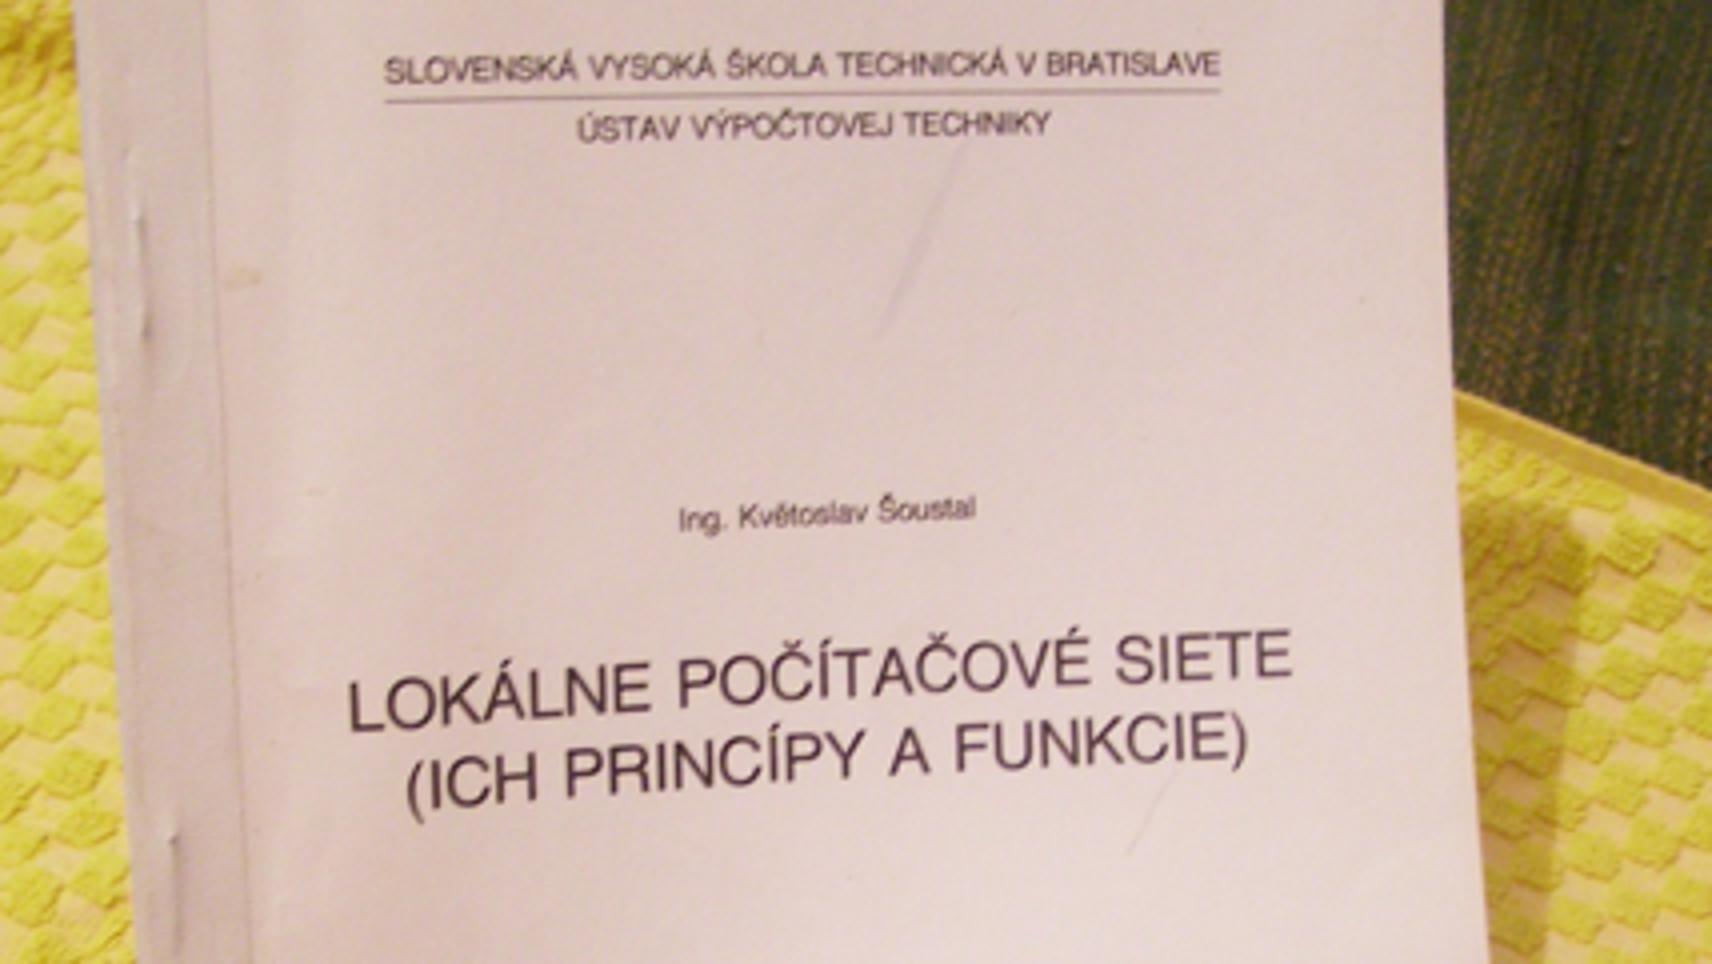 SLOVENSKÁ VYSOKÁ ŠKOLA TECHNICKÁ V BRATISLAVE
ÚSTAV VÝPOČTOVEJ TECHNIKY
Ing. Květoslav Šoustal
LOKÁLNE POČÍTAČOVÉ SIETE
(ICH PRINCÍPY A FUNKCIE)